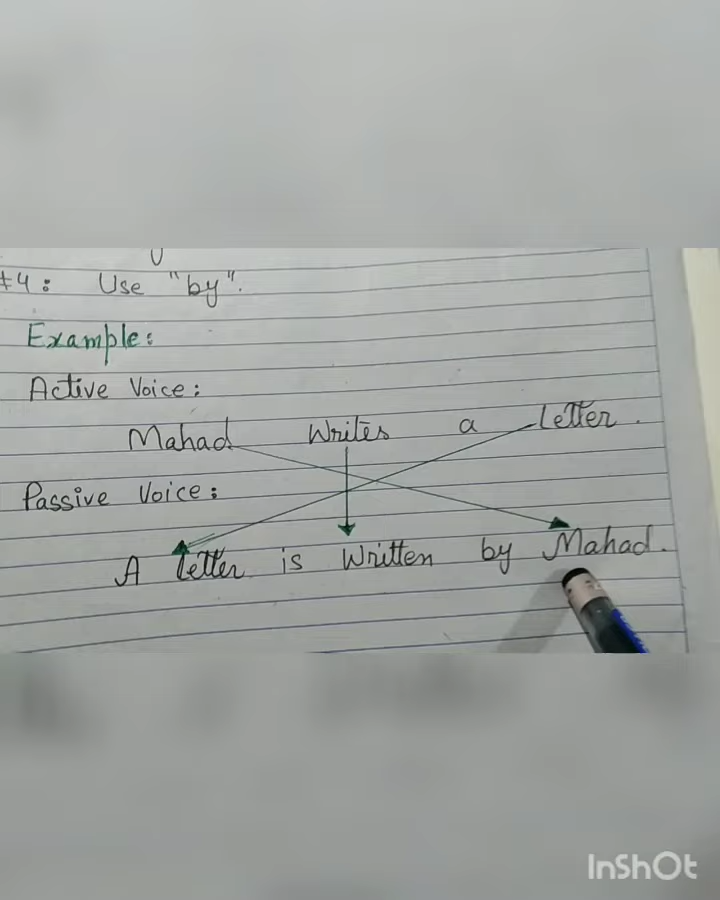 #4: Use "by".
Example:
Active Voice:
Mahad Writes a Letter.
Passive Voice:
A Letter is Written by Mahad.
InShOt